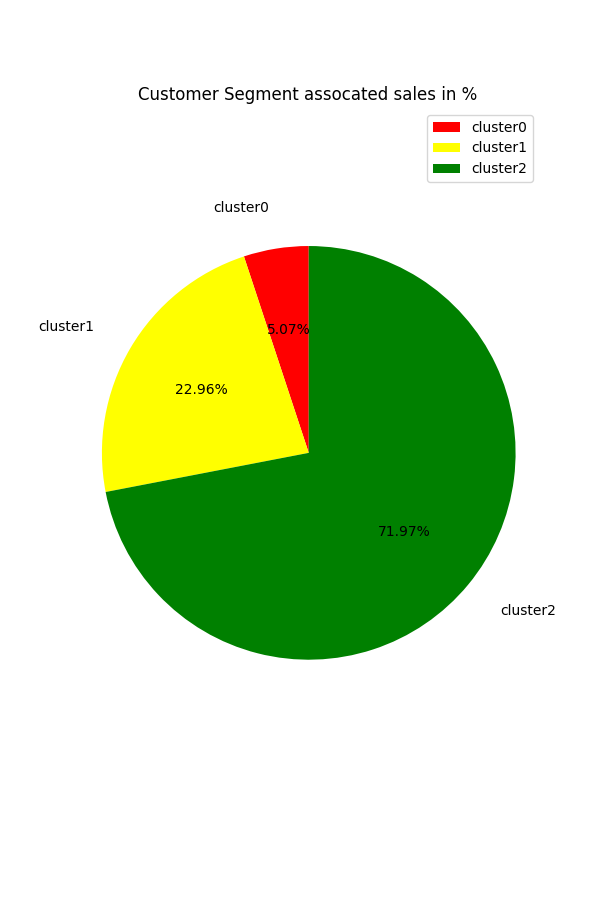 Customer Segment assocated sales in %
cluster0
cluster1
cluster2
cluster0
cluster1
5.07%
22.96%
71.97%
cluster2